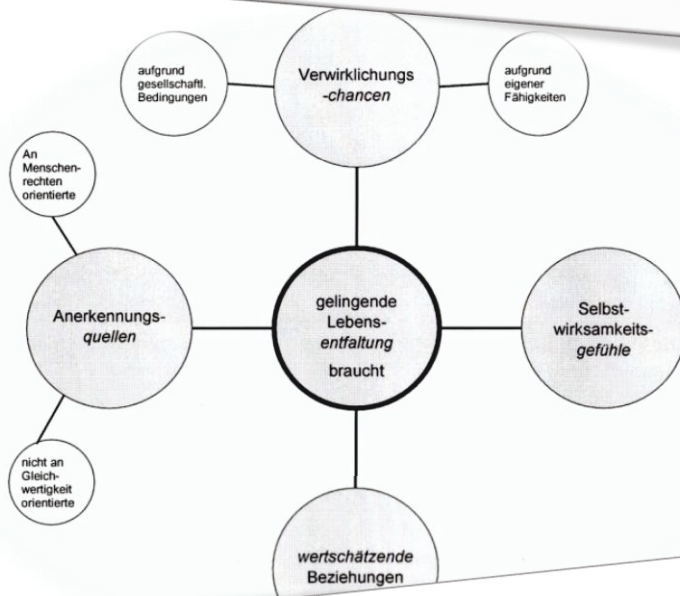 aufgrund
gesellschaftl.
Bedingungen
Verwirklichungs
-chancen
aufgrund
eigener
Fähigkeiten
An
Menschen-
rechten
orientierte
Anerkennungs-
quellen
gelingende
Lebens-
entfaltung
braucht
Selbst-
wirksamkeits-
gefühle
nicht an
Gleich-
wertigkeit
orientierte
wertschätzende
Beziehungen